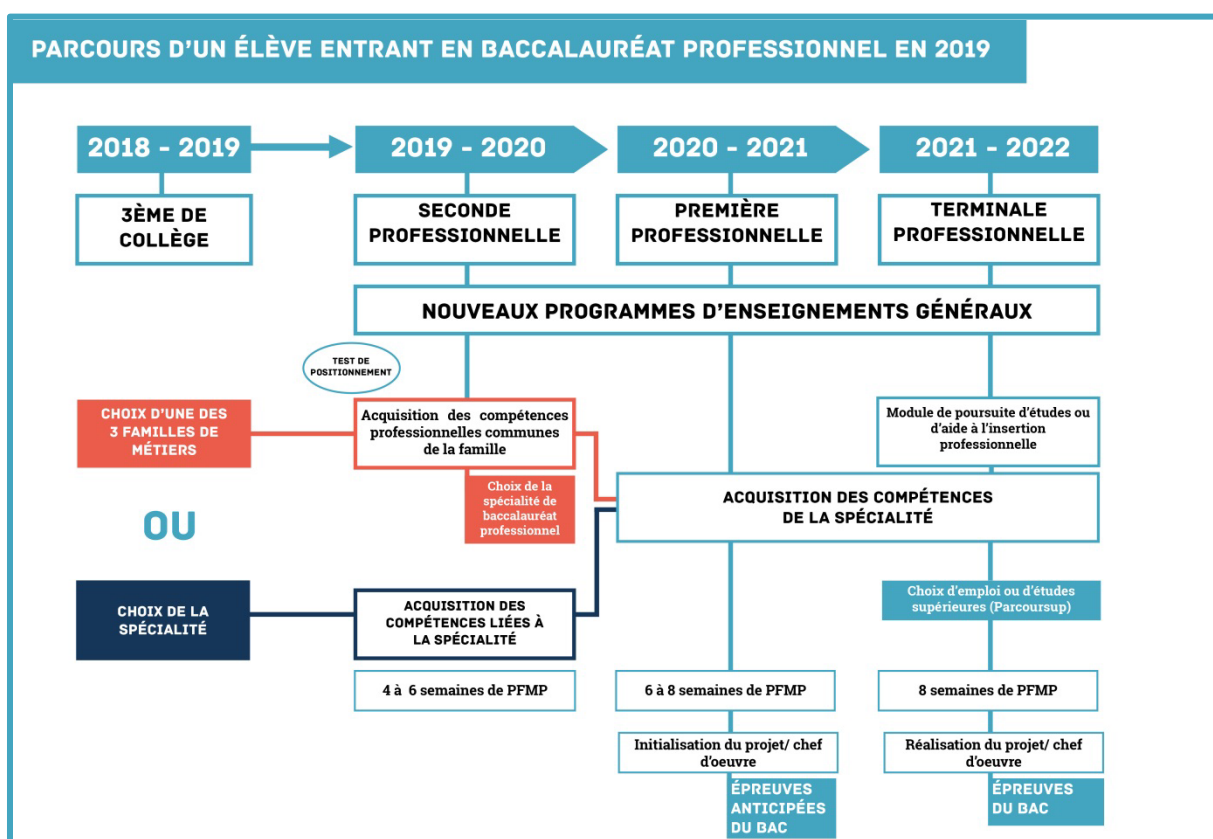 PARCOURS D'UN ÉLÈVE ENTRANT EN BACCALAURÉAT PROFESSIONNEL EN 2019
2018 - 2019
2019 - 2020
2020 - 2021
2021 - 2022
3ÈME DE
COLLÈGE
SECONDE
PROFESSIONNELLE
PREMIÈRE
PROFESSIONNELLE
TERMINALE
PROFESSIONNELLE
NOUVEAUX PROGRAMMES D'ENSEIGNEMENTS GÉNÉRAUX
TEST DE
POSITIONNEMENT
CHOIX D'UNE DES
3 FAMILLES DE
MÉTIERS
Acquisition des compétences
professionnelles communes
de la famille
Module de poursuite d'études ou
d'aide à l'insertion
professionnelle
Choix de la
spécialité de
baccalauréat
professionnel
ACQUISITION DES COMPÉTENCES
DE LA SPÉCIALITÉ
OU
CHOIX DE LA
SPÉCIALITÉ
ACQUISITION DES
COMPÉTENCES LIÉES À
LA SPÉCIALITÉ
Choix d'emploi ou d'études
supérieures (Parcoursup)
4 à 6 semaines de PFMP
6 à 8 semaines de PFMP
8 semaines de PFMP
Initialisation du projet/ chef
d'oeuvre
Réalisation du projet/ chef
d'oeuvre
ÉPREUVES
ANTICIPÉES
DU BAC
ÉPREUVES
DU BAC